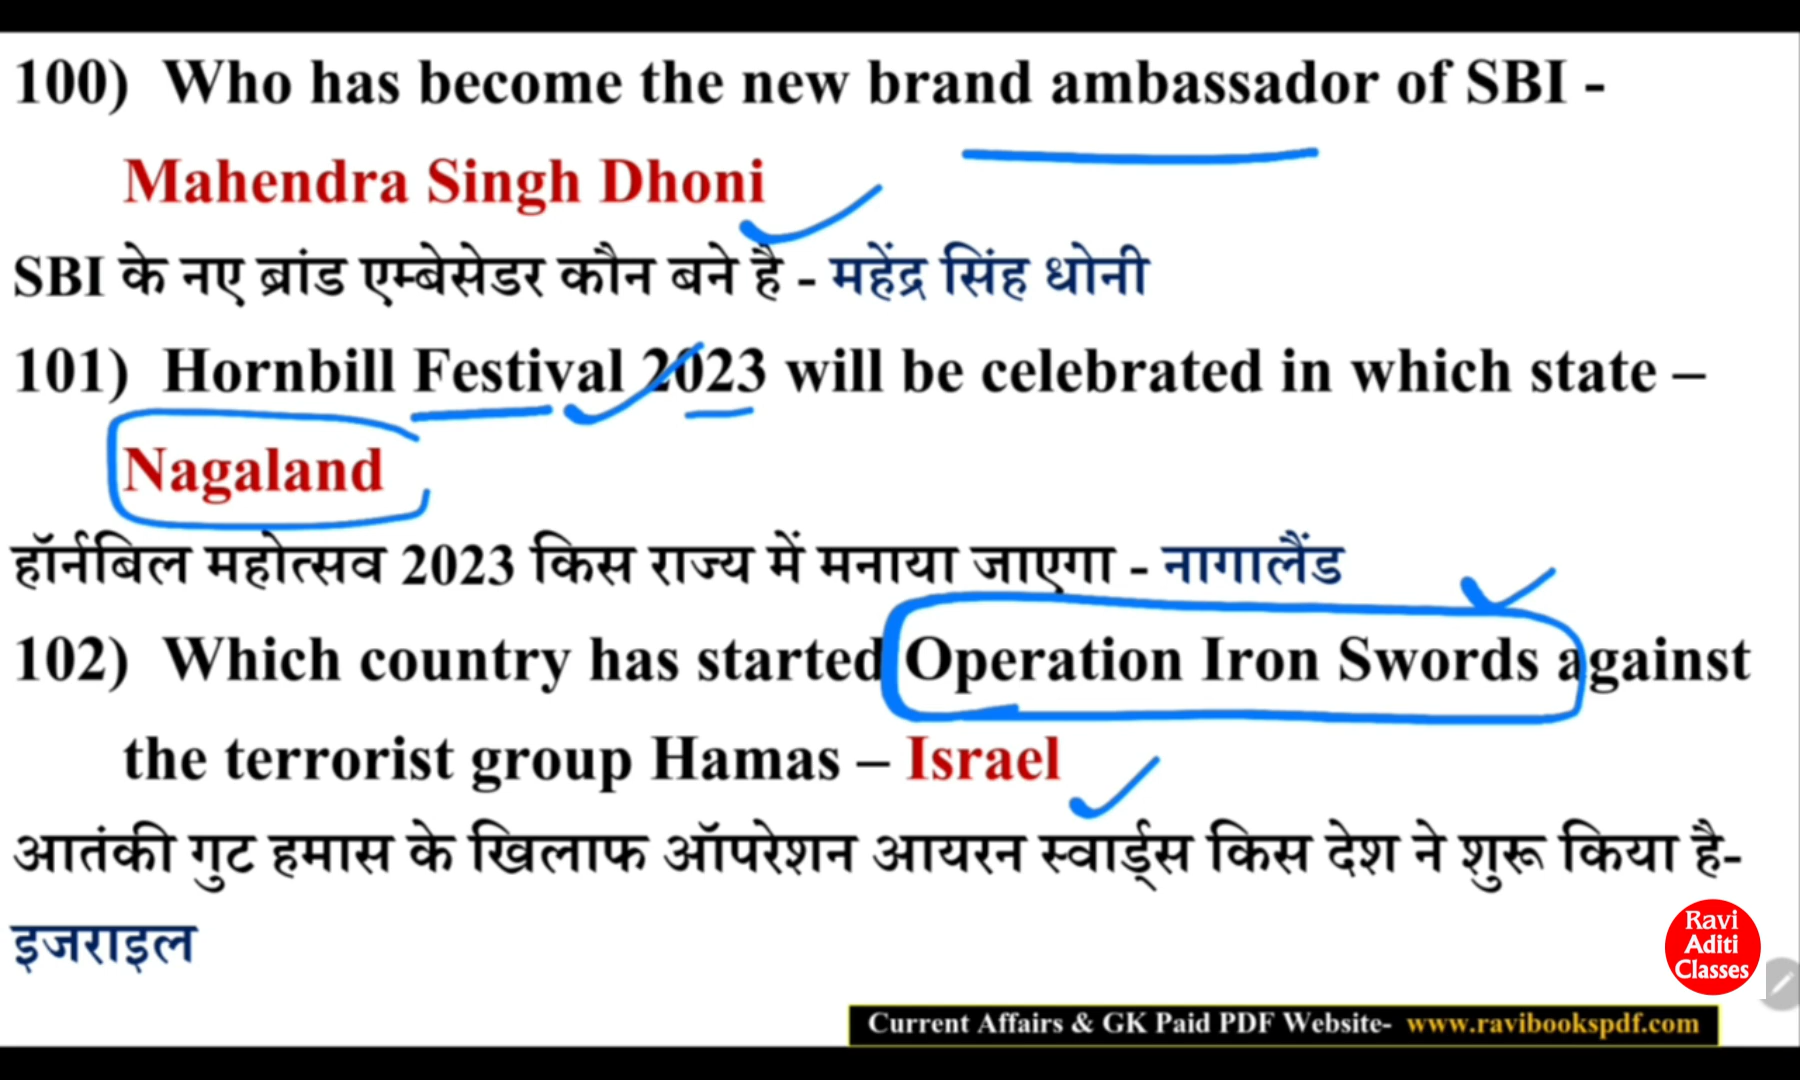 100) Who has become the new brand ambassador of SBI -
Mahendra Singh Dhoni
SBI के नए ब्रांड एम्बेसेडर कौन बने है - महेंद्र सिंह धोनी
101) Hornbill Festival 2023 will be celebrated in which state –
Nagaland
हॉर्नबिल महोत्सव 2023 किस राज्य में मनाया जाएगा - नागालैंड
102) Which country has started Operation Iron Swords against
the terrorist group Hamas – Israel
आतंकी गुट हमास के खिलाफ ऑपरेशन आयरन स्वार्ड्स किस देश ने शुरू किया है-
इजराइल
Ravi
Aditi
Classes
Current Affairs & GK Paid PDF Website- www.ravibookspdf.com